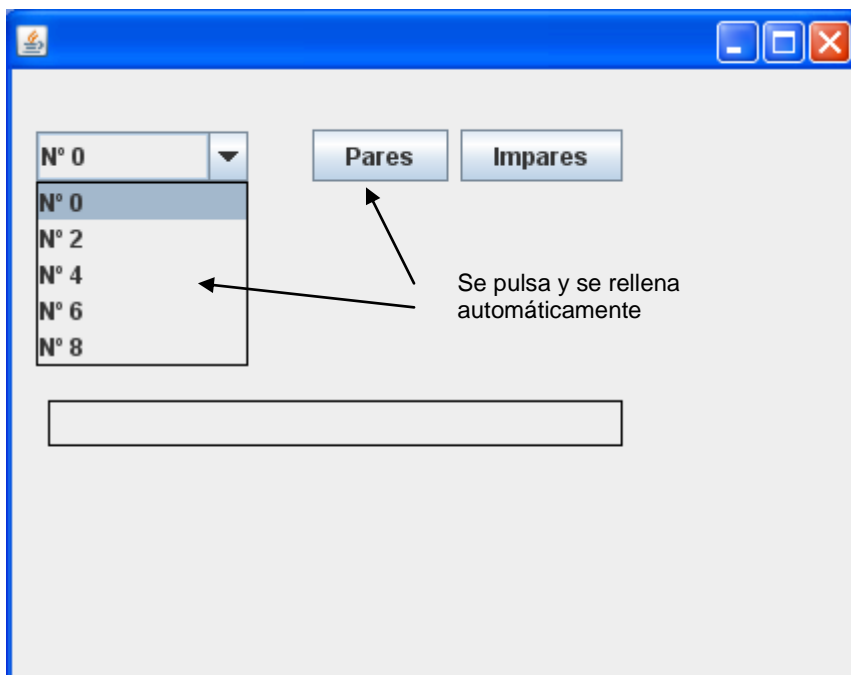 Nº 0
Pares
Impares
Nº 0
Nº 2
Nº 4
Nº 6
Nº 8
Se pulsa y se rellena
automáticamente